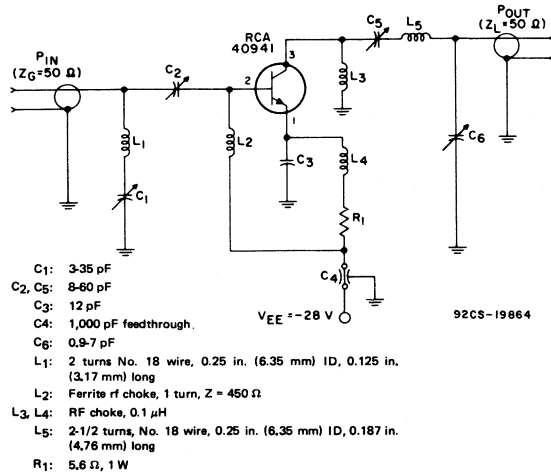 RCA
40941
P_OUT
(Z_L=50 Ω)
P_IN
(Z_G=50 Ω)
C5
L5
3
C2
2
1
L3
L1
L2
C3
L4
C6
C1
R1
C4
V_EE = -28 V
92CS-19864
C1: 3-35 pF
C2, C5: 8-60 pF
C3: 12 pF
C4: 1,000 pF feedthrough.
C6: 0.9-7 pF
L1: 2 turns No. 18 wire, 0.25 in. (6.35 mm) ID, 0.125 in.
(3.17 mm) long
L2: Ferrite rf choke, 1 turn, Z = 450 Ω
L3, L4: RF choke, 0.1 μH
L5: 2-1/2 turns, No. 18 wire, 0.25 in. (6.35 mm) ID, 0.187 in.
(4.76 mm) long
R1: 5.6 Ω, 1 W